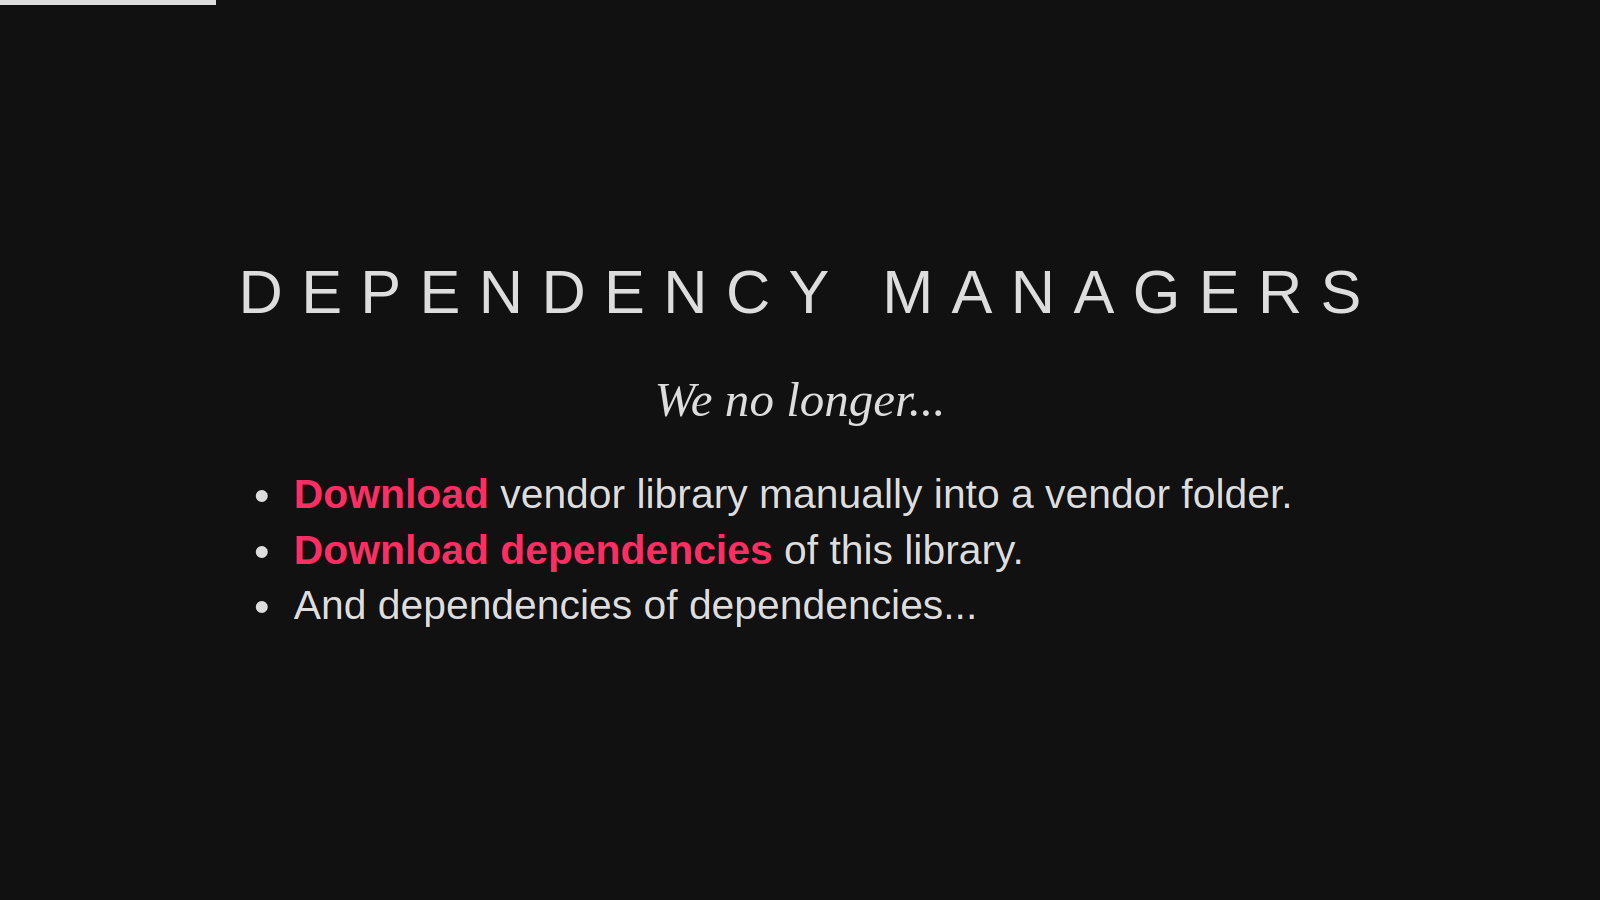 DEPENDENCY MANAGERS
We no longer...
• Download vendor library manually into a vendor folder.
• Download dependencies of this library.
• And dependencies of dependencies...